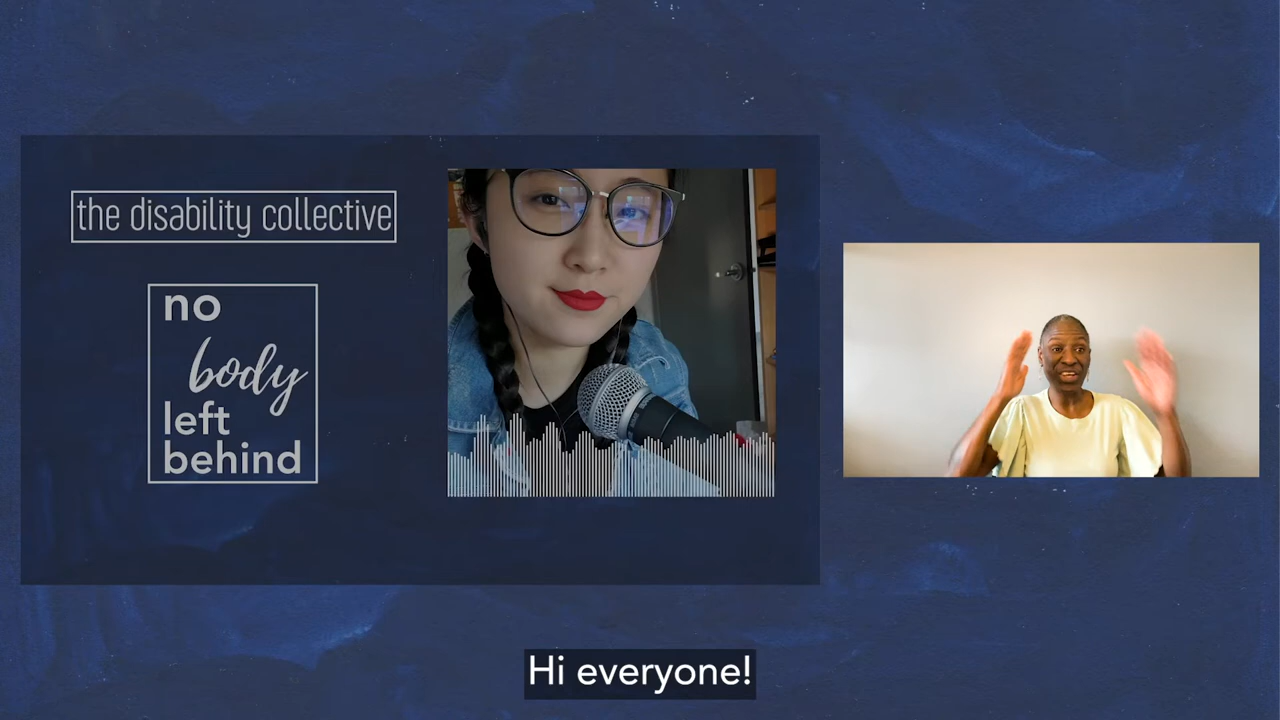 the disability collective
no
body
left
behind
Hi everyone!